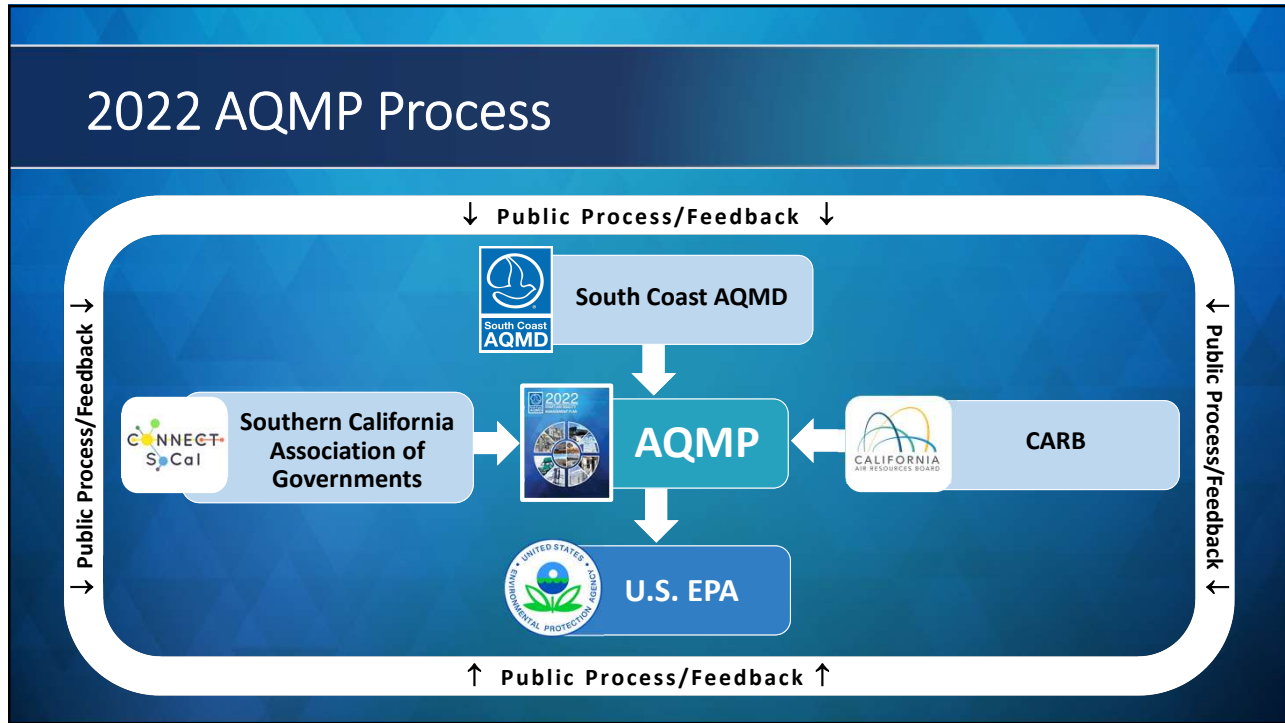 2022 AQMP Process
↓ Public Process/Feedback ↓
South Coast
AQMD
South Coast AQMD
↓ Public Process/Feedback ↓
CONNECT
SoCal
Southern California
Association of
Governments
2022
AQMP
CALIFORNIA
AIR RESOURCES BOARD
CARB
↓ Public Process/Feedback ↓
UNITED STATES
ENVIRONMENTAL PROTECTION AGENCY
U.S. EPA
↑ Public Process/Feedback ↑